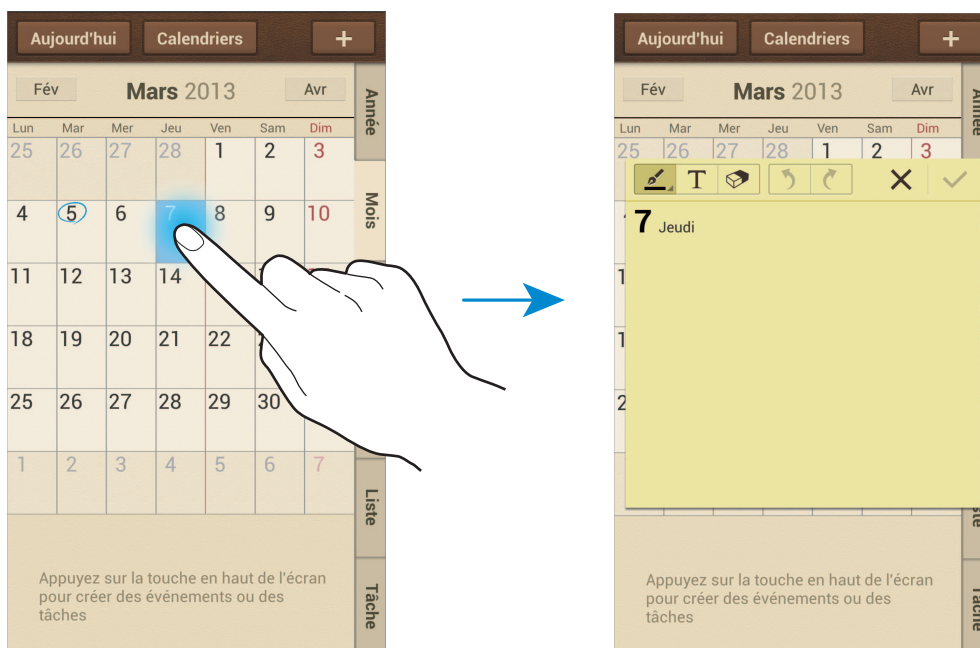 Aujourd'hui Calendriers +
Fév Mars 2013 Avr
Année
Lun Mar Mer Jeu Ven Sam Dim
25 26 27 28 1 2 3
Mois
4 5 6 7 8 9 10
11 12 13 14
18 19 20 21 22
25 26 27 28 29 30
1 2 3 4 5 6 7
Liste
Appuyez sur la touche en haut de l'écran
pour créer des événements ou des
tâches
Tâche
Aujourd'hui Calendriers +
Fév Mars 2013 Avr
Année
Lun Mar Mer Jeu Ven Sam Dim
25 26 27 28 1 2 3
T
7 Jeudi
Appuyez sur la touche en haut de l'écran
pour créer des événements ou des
tâches
Tâche